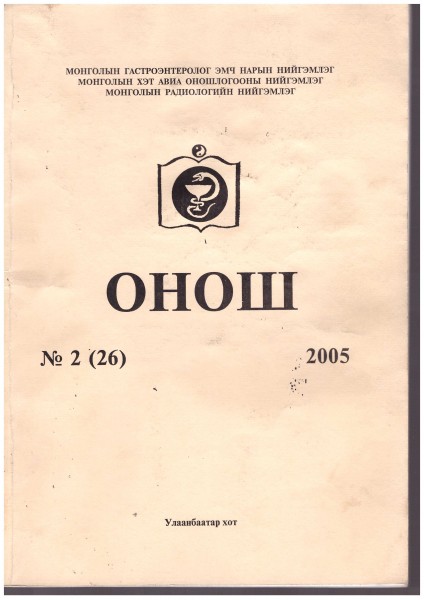 МОНГОЛЫН ГАСТРОЭНТЕРОЛОГ ЭМЧ НАРЫН НИЙГЭМЛЭГ
МОНГОЛЫН ХЭТ АВИА ОНОШЛОГООНЫ НИЙГЭМЛЭГ
МОНГОЛЫН РАДИОЛОГИЙН НИЙГЭМЛЭГ
ОНОШ
№ 2 (26) 2005
Улаанбаатар хот